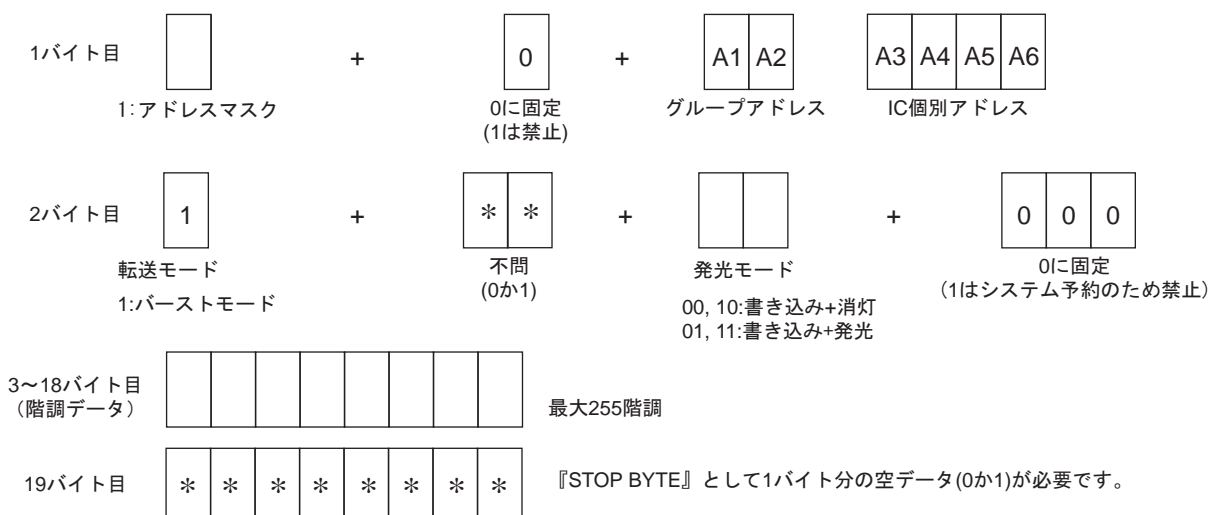 1バイト目 + 0 + A1 A2 A3 A4 A5 A6
1:アドレスマスク 0に固定 グループアドレス IC個別アドレス
(1は禁止)
2バイト目 1 + * * + + 0 0 0
転送モード 不問 発光モード 0に固定
1:バーストモード (0か1) (1はシステム予約のため禁止)
00, 10:書き込み+消灯
01, 11:書き込み+発光
3〜18バイト目
(階調データ) 最大255階調
19バイト目 * * * * * * * * 『STOP BYTE』として1バイト分の空データ(0か1)が必要です。